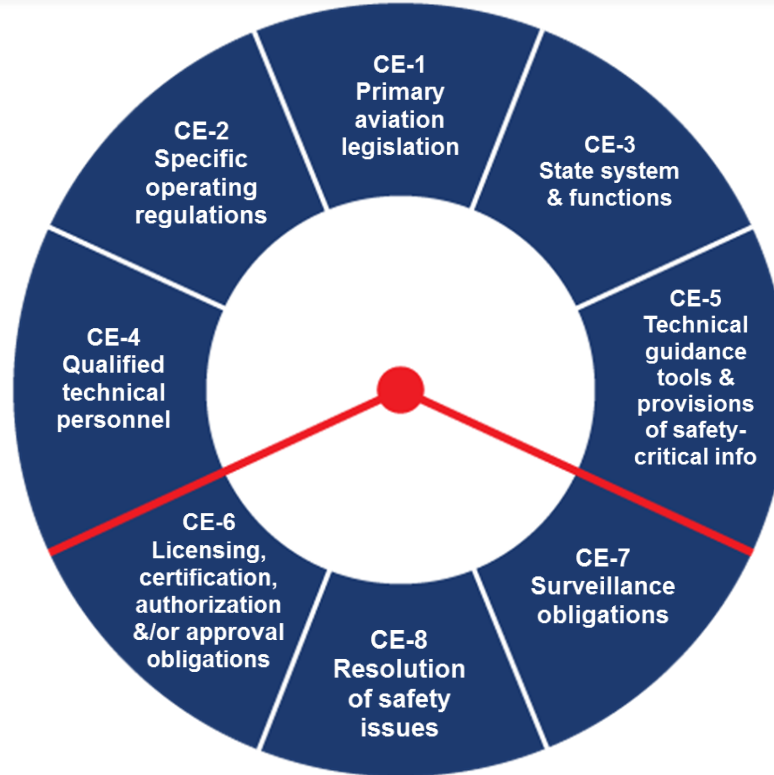 CE-1
Primary
aviation
legislation
CE-2
Specific
operating
regulations
CE-3
State system
& functions
CE-4
Qualified
technical
personnel
CE-5
Technical
guidance
tools &
provisions
of safety-
critical info
CE-6
Licensing,
certification,
authorization
&/or approval
obligations
CE-7
Surveillance
obligations
CE-8
Resolution
of safety
issues